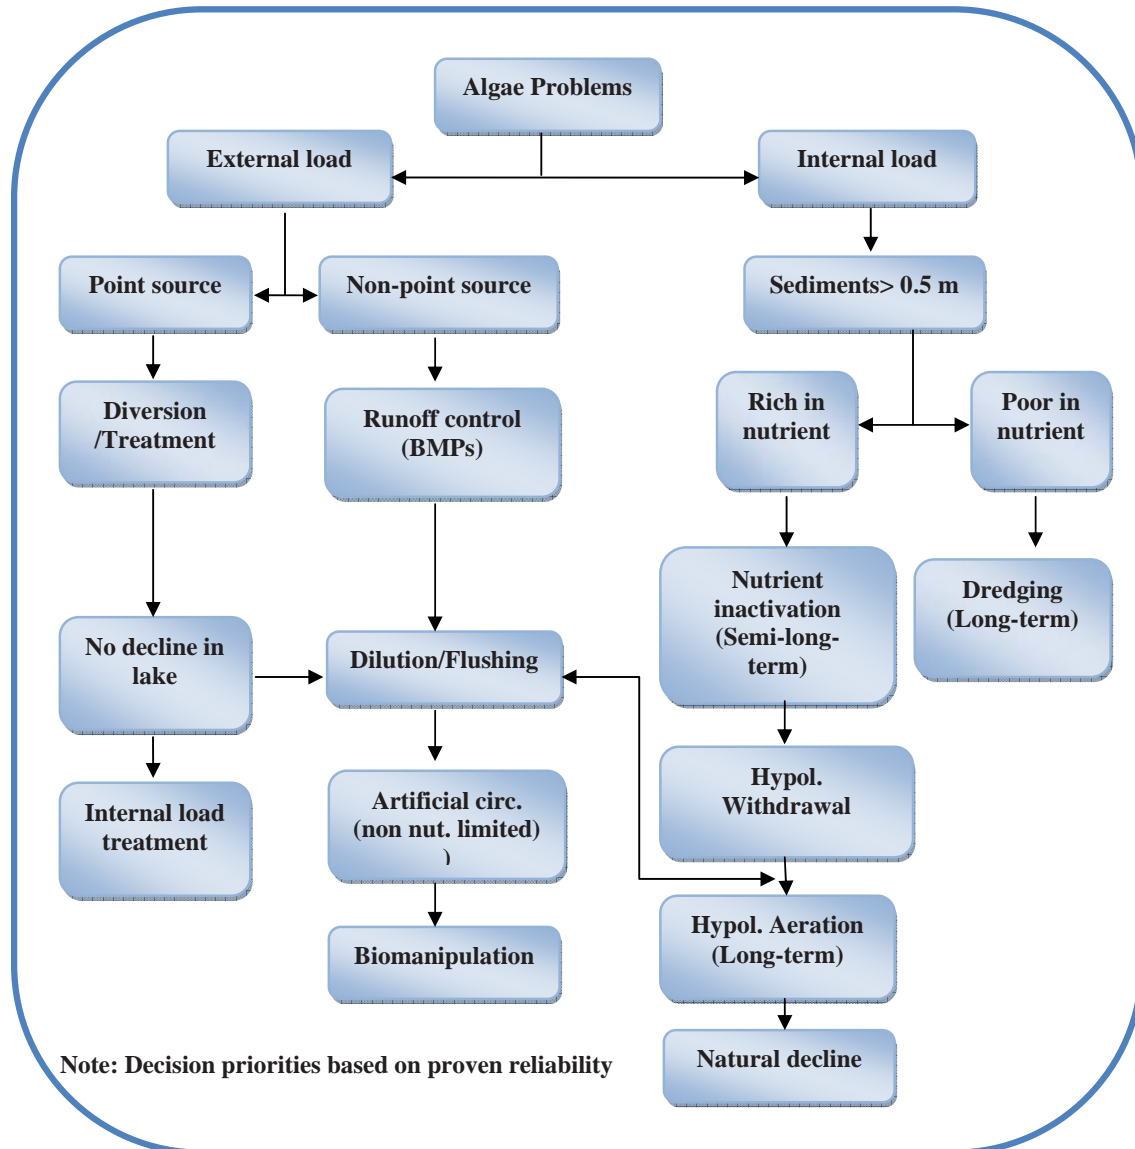 Algae Problems
External load
Internal load
Point source
Non-point source
Sediments> 0.5 m
Diversion
/Treatment
Runoff control
(BMPs)
Rich in
nutrient
Poor in
nutrient
Nutrient
inactivation
(Semi-long-
term)
Dredging
(Long-term)
No decline in
lake
Dilution/Flushing
Internal load
treatment
Artificial circ.
(non nut. limited)
)
Hypol.
Withdrawal
Biomanipulation
Hypol. Aeration
(Long-term)
Natural decline
Note: Decision priorities based on proven reliability